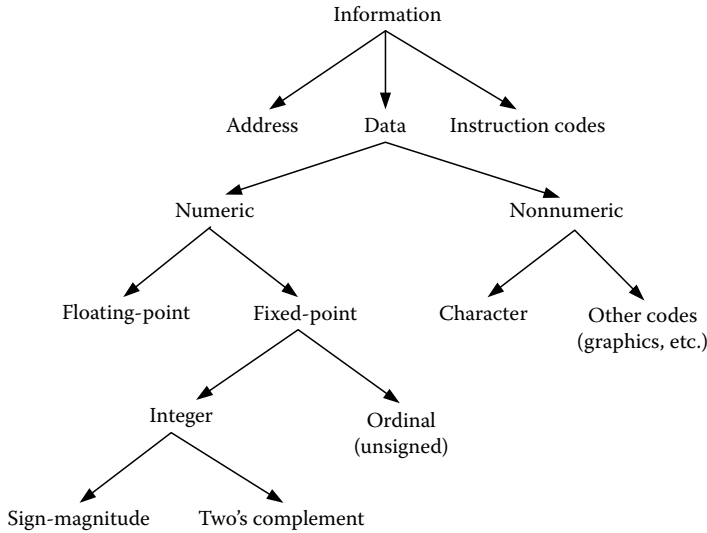 Information
Address
Data
Instruction codes
Numeric
Nonnumeric
Floating-point
Fixed-point
Character
Other codes
(graphics, etc.)
Integer
Ordinal
(unsigned)
Sign-magnitude
Two's complement